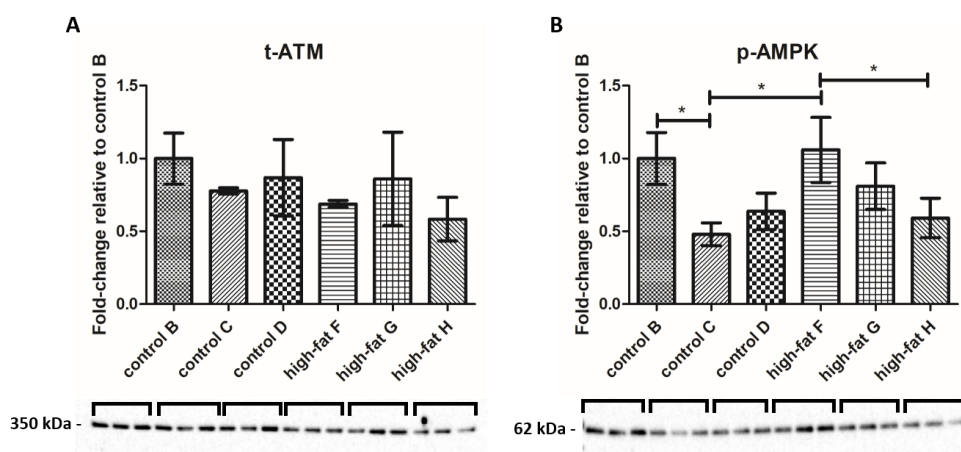 A
t-ATM
Fold-change relative to control B
1.5
1.0
0.5
0.0
control B
control C
control D
high-fat F
high-fat G
high-fat H
350 kDa -
B
p-AMPK
Fold-change relative to control B
1.5
1.0
0.5
0.0
*
*
*
control B
control C
control D
high-fat F
high-fat G
high-fat H
62 kDa -